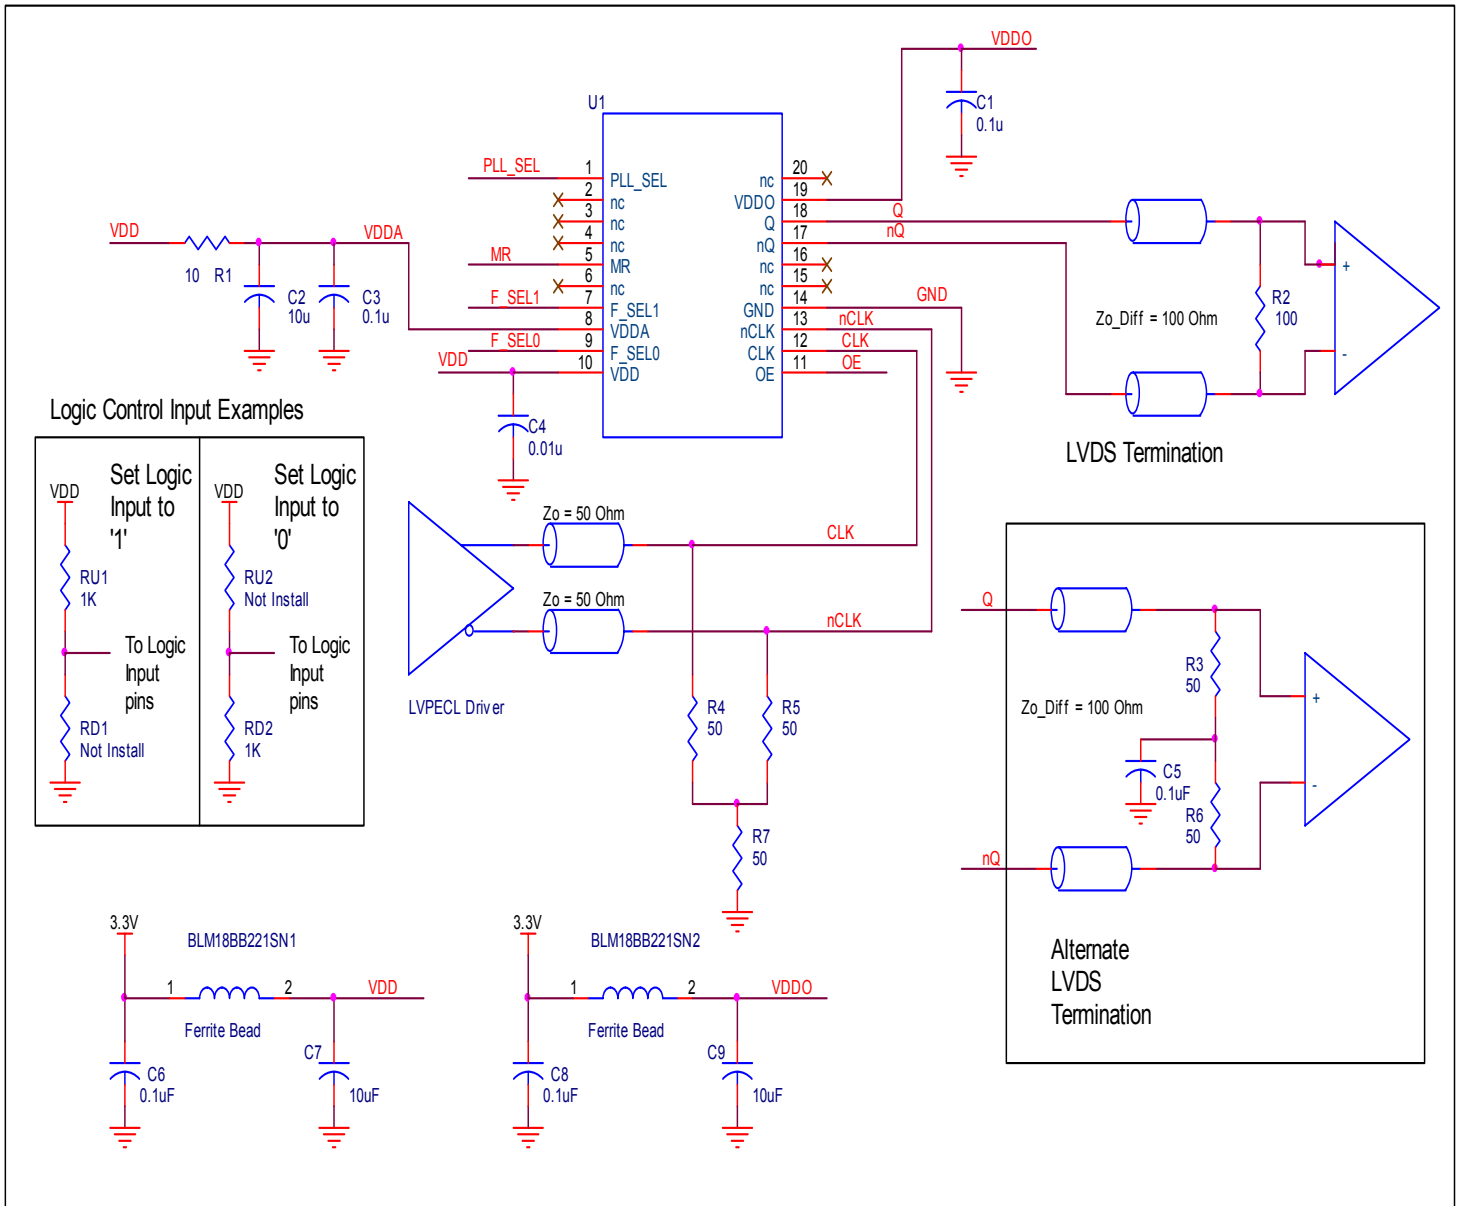 VDDO
C1
0.1u
U1
PLL_SEL
1
2
3
4
5
6
7
8
9
10
PLL_SEL
nc
nc
nc
MR
nc
F_SEL1
VDDA
F_SEL0
VDD
nc
VDDO
Q
nQ
nc
nc
GND
nCLK
CLK
OE
20
19
18
17
16
15
14
13
12
11
Q
nQ
GND
nCLK
CLK
OE
VDD
VDDA
10 R1
C2
10u
C3
0.1u
MR
F_SEL1
F_SEL0
VDD
C4
0.01u
Zo_Diff = 100 Ohm
R2
100
+
-
LVDS Termination
Logic Control Input Examples
VDD
Set Logic
Input to
'1'
RU1
1K
To Logic
Input
pins
RD1
Not Install
VDD
Set Logic
Input to
'0'
RU2
Not Install
To Logic
Input
pins
RD2
1K
Zo = 50 Ohm
CLK
Zo = 50 Ohm
nCLK
LVPECL Driver
R4
50
R5
50
R7
50
Q
R3
50
Zo_Diff = 100 Ohm
+
-
C5
0.1uF
R6
50
nQ
Alternate
LVDS
Termination
3.3V
BLM18BB221SN1
1
2
VDD
Ferrite Bead
C6
0.1uF
C7
10uF
3.3V
BLM18BB221SN2
1
2
VDDO
Ferrite Bead
C8
0.1uF
C9
10uF